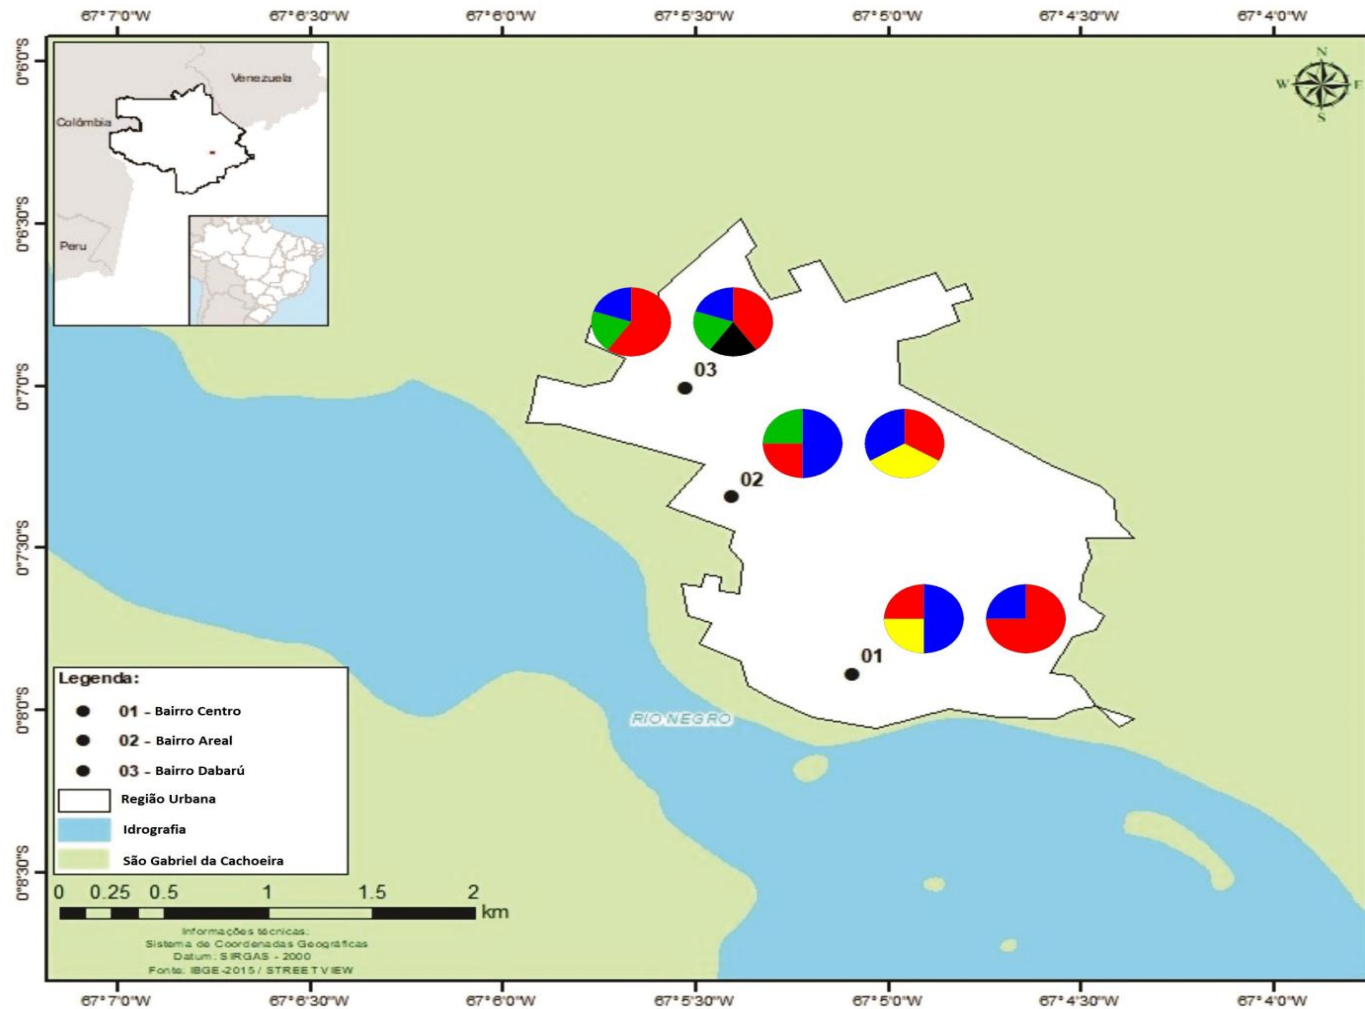 67°7'0"W 67°6'30"W 67°6'0"W 67°5'30"W 67°5'0"W 67°4'30"W 67°4'0"W
0°6'0"S
0°6'30"S
0°7'0"S
0°7'30"S
0°8'0"S
0°8'30"S
Venezuela
Colômbia
Peru
N
W E
S
03
02
01
RIO NEGRO
Legenda:
01 - Bairro Centro
02 - Bairro Areal
03 - Bairro Dabarú
Região Urbana
Idrografia
São Gabriel da Cachoeira
0 0.25 0.5 1 1.5 2
km
Informações técnicas:
Sistema de Coordenadas Geográficas
Datum: SIRGAS - 2000
Fonte: IBGE-2015 / STREETVIEW
67°7'0"W 67°6'30"W 67°6'0"W 67°5'30"W 67°5'0"W 67°4'30"W 67°4'0"W